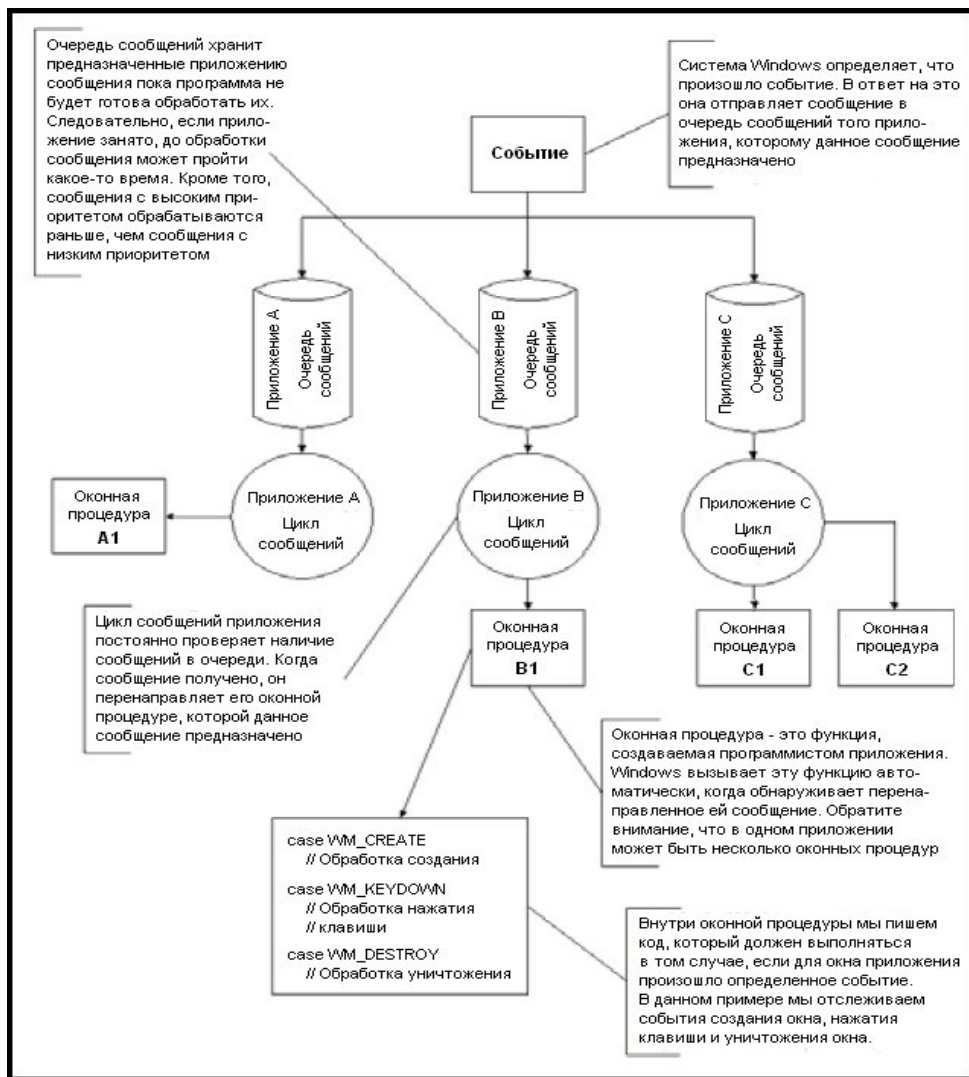 Очередь сообщений хранит
предназначенные приложению
сообщения пока программа не
будет готова обработать их.
Следовательно, если прило-
жение занято, до обработки
сообщения может пройти
какое-то время. Кроме того,
сообщения с высоким при-
оритетом обрабатываются
раньше, чем сообщения с
низким приоритетом
Система Windows определяет, что
произошло событие. В ответ на это
она отправляет сообщение в
очередь сообщений того прило-
жения, которому данное сообщение
предназначено
Событие
Приложение A
Очередь
сообщений
Приложение B
Очередь
сообщений
Приложение C
Очередь
сообщений
Оконная
процедура
A1
Приложение A
Цикл
сообщений
Приложение B
Цикл
сообщений
Приложение C
Цикл
сообщений
Цикл сообщений приложения
постоянно проверяет наличие
сообщений в очереди. Когда
сообщение получено, он
перенаправляет его оконной
процедуре, которой данное
сообщение предназначено
Оконная
процедура
B1
Оконная
процедура
C1
Оконная
процедура
C2
Оконная процедура - это функция,
создаваемая программистом приложения.
Windows вызывает эту функцию авто-
матически, когда обнаруживает перена-
правленное ей сообщение. Обратите
внимание, что в одном приложении
может быть несколько оконных процедур
case WM_CREATE
// Обработка создания
case WM_KEYDOWN
// Обработка нажатия
// клавиши
case WM_DESTROY
// Обработка уничтожения
Внутри оконной процедуры мы пишем
код, который должен выполняться
в том случае, если для окна приложения
произошло определенное событие.
В данном примере мы отслеживаем
события создания окна, нажатия
клавиши и уничтожения окна.